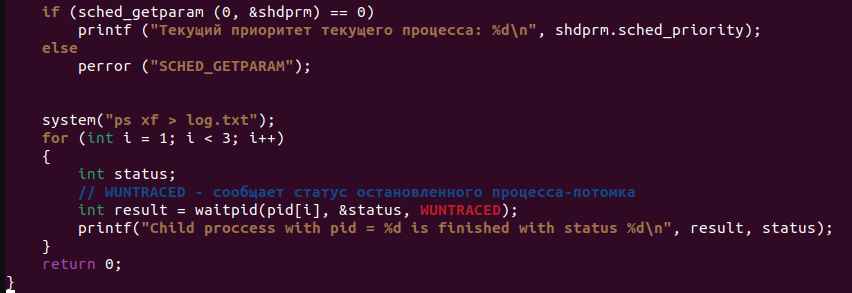 if (sched_getparam (0, &shdprm) == 0)
printf ("Текущий приоритет текущего процесса: %d\n", shdprm.sched_priority);
else
perror ("SCHED_GETPARAM");
system("ps xf > log.txt");
for (int i = 1; i < 3; i++)
{
int status;
// WUNTRACED - сообщает статус остановленного процесса-потомка
int result = waitpid(pid[i], &status, WUNTRACED);
printf("Child proccess with pid = %d is finished with status %d\n", result, status);
}
return 0;
}